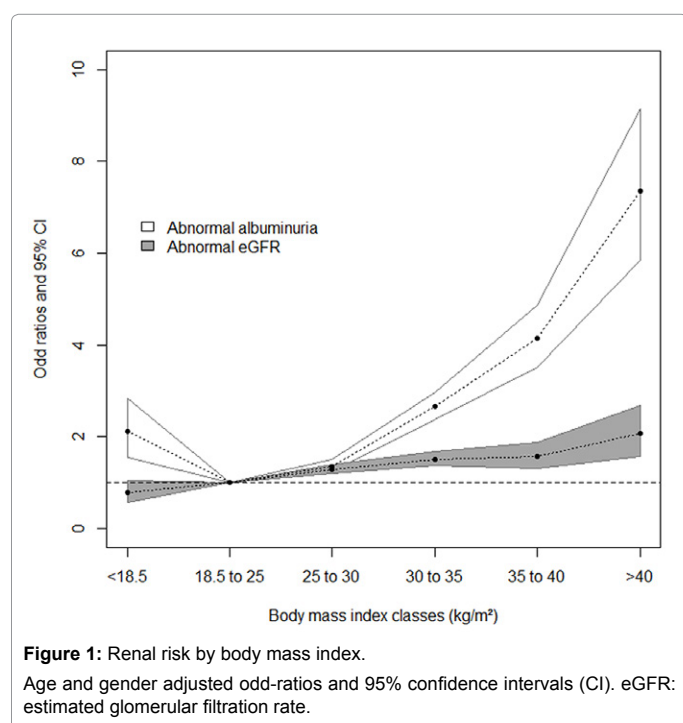 10
8
6
4
2
0
Odd ratios and 95% CI
Abnormal albuminuria
Abnormal eGFR
<18.5
18.5 to 25
25 to 30
30 to 35
35 to 40
>40
Body mass index classes (kg/m²)
Figure 1: Renal risk by body mass index.
Age and gender adjusted odd-ratios and 95% confidence intervals (CI). eGFR:
estimated glomerular filtration rate.